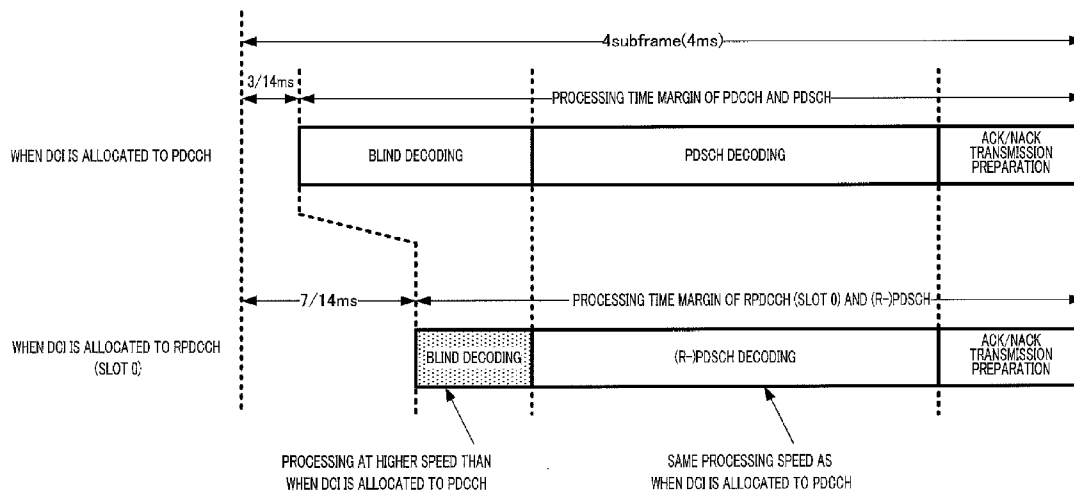 4subframe(4ms)
3/14ms
PROCESSING TIME MARGIN OF PDCCH AND PDSCH
WHEN DCI IS ALLOCATED TO PDCCH
BLIND DECODING
PDSCH DECODING
ACK/NACK
TRANSMISSION
PREPARATION
7/14ms
PROCESSING TIME MARGIN OF RPDCCH (SLOT 0) AND (R-)PDSCH
WHEN DCI IS ALLOCATED TO RPDCCH
(SLOT 0)
BLIND DECODING
(R-)PDSCH DECODING
ACK/NACK
TRANSMISSION
PREPARATION
PROCESSING AT HIGHER SPEED THAN
WHEN DCI IS ALLOCATED TO PDCCH
SAME PROCESSING SPEED AS
WHEN DCI IS ALLOCATED TO PDCCH